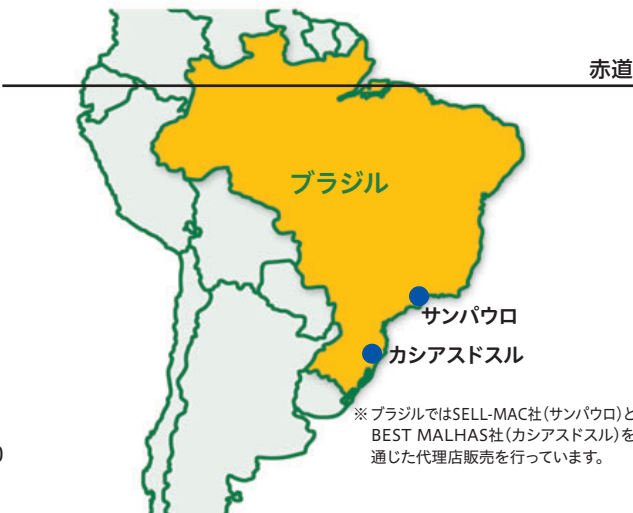 赤道
ブラジル
サンパウロ
カシアスドスル
※ブラジルではSELL-MAC社(サンパウロ)と
BEST MALHAS社(カシアスドスル)を
通じた代理店販売を行っています。
)